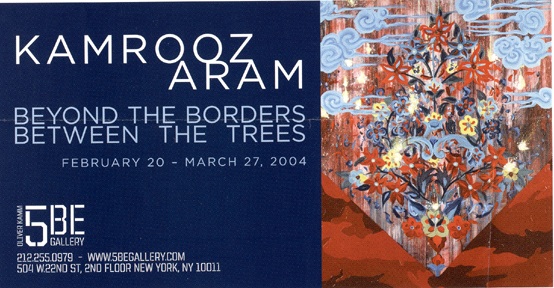 KAMROOZ
ARAM
BEYOND THE BORDERS
BETWEEN THE TREES
FEBRUARY 20 - MARCH 27, 2004
OLIVER KAMM
5BE
GALLERY
212.255.0979 - WWW.5BEGALLERY.COM
504 W.22ND ST, 2ND FLOOR NEW YORK, NY 10011